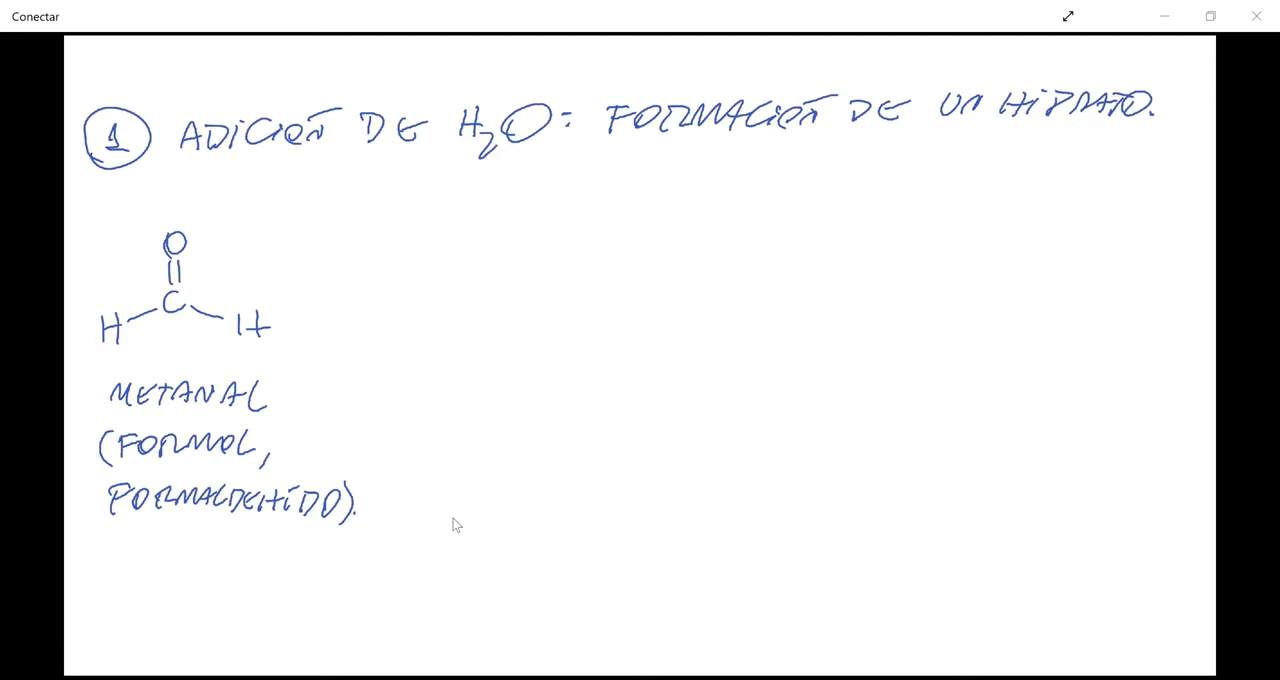 Conectar
1 ADICIÓN DE H₂O: FORMACIÓN DE UN HIDRATO.
O
C
H H
METANAL
(FORMOL,
FORMALDEHÍDO).